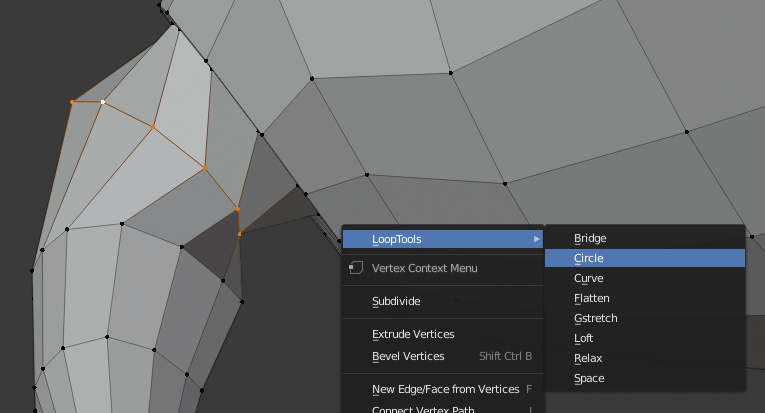 LoopTools
Vertex Context Menu
Subdivide
Extrude Vertices
Bevel Vertices Shift Ctrl B
New Edge/Face from Vertices F
Connect Vertex Path J
Bridge
Circle
Curve
Flatten
Gstretch
Loft
Relax
Space